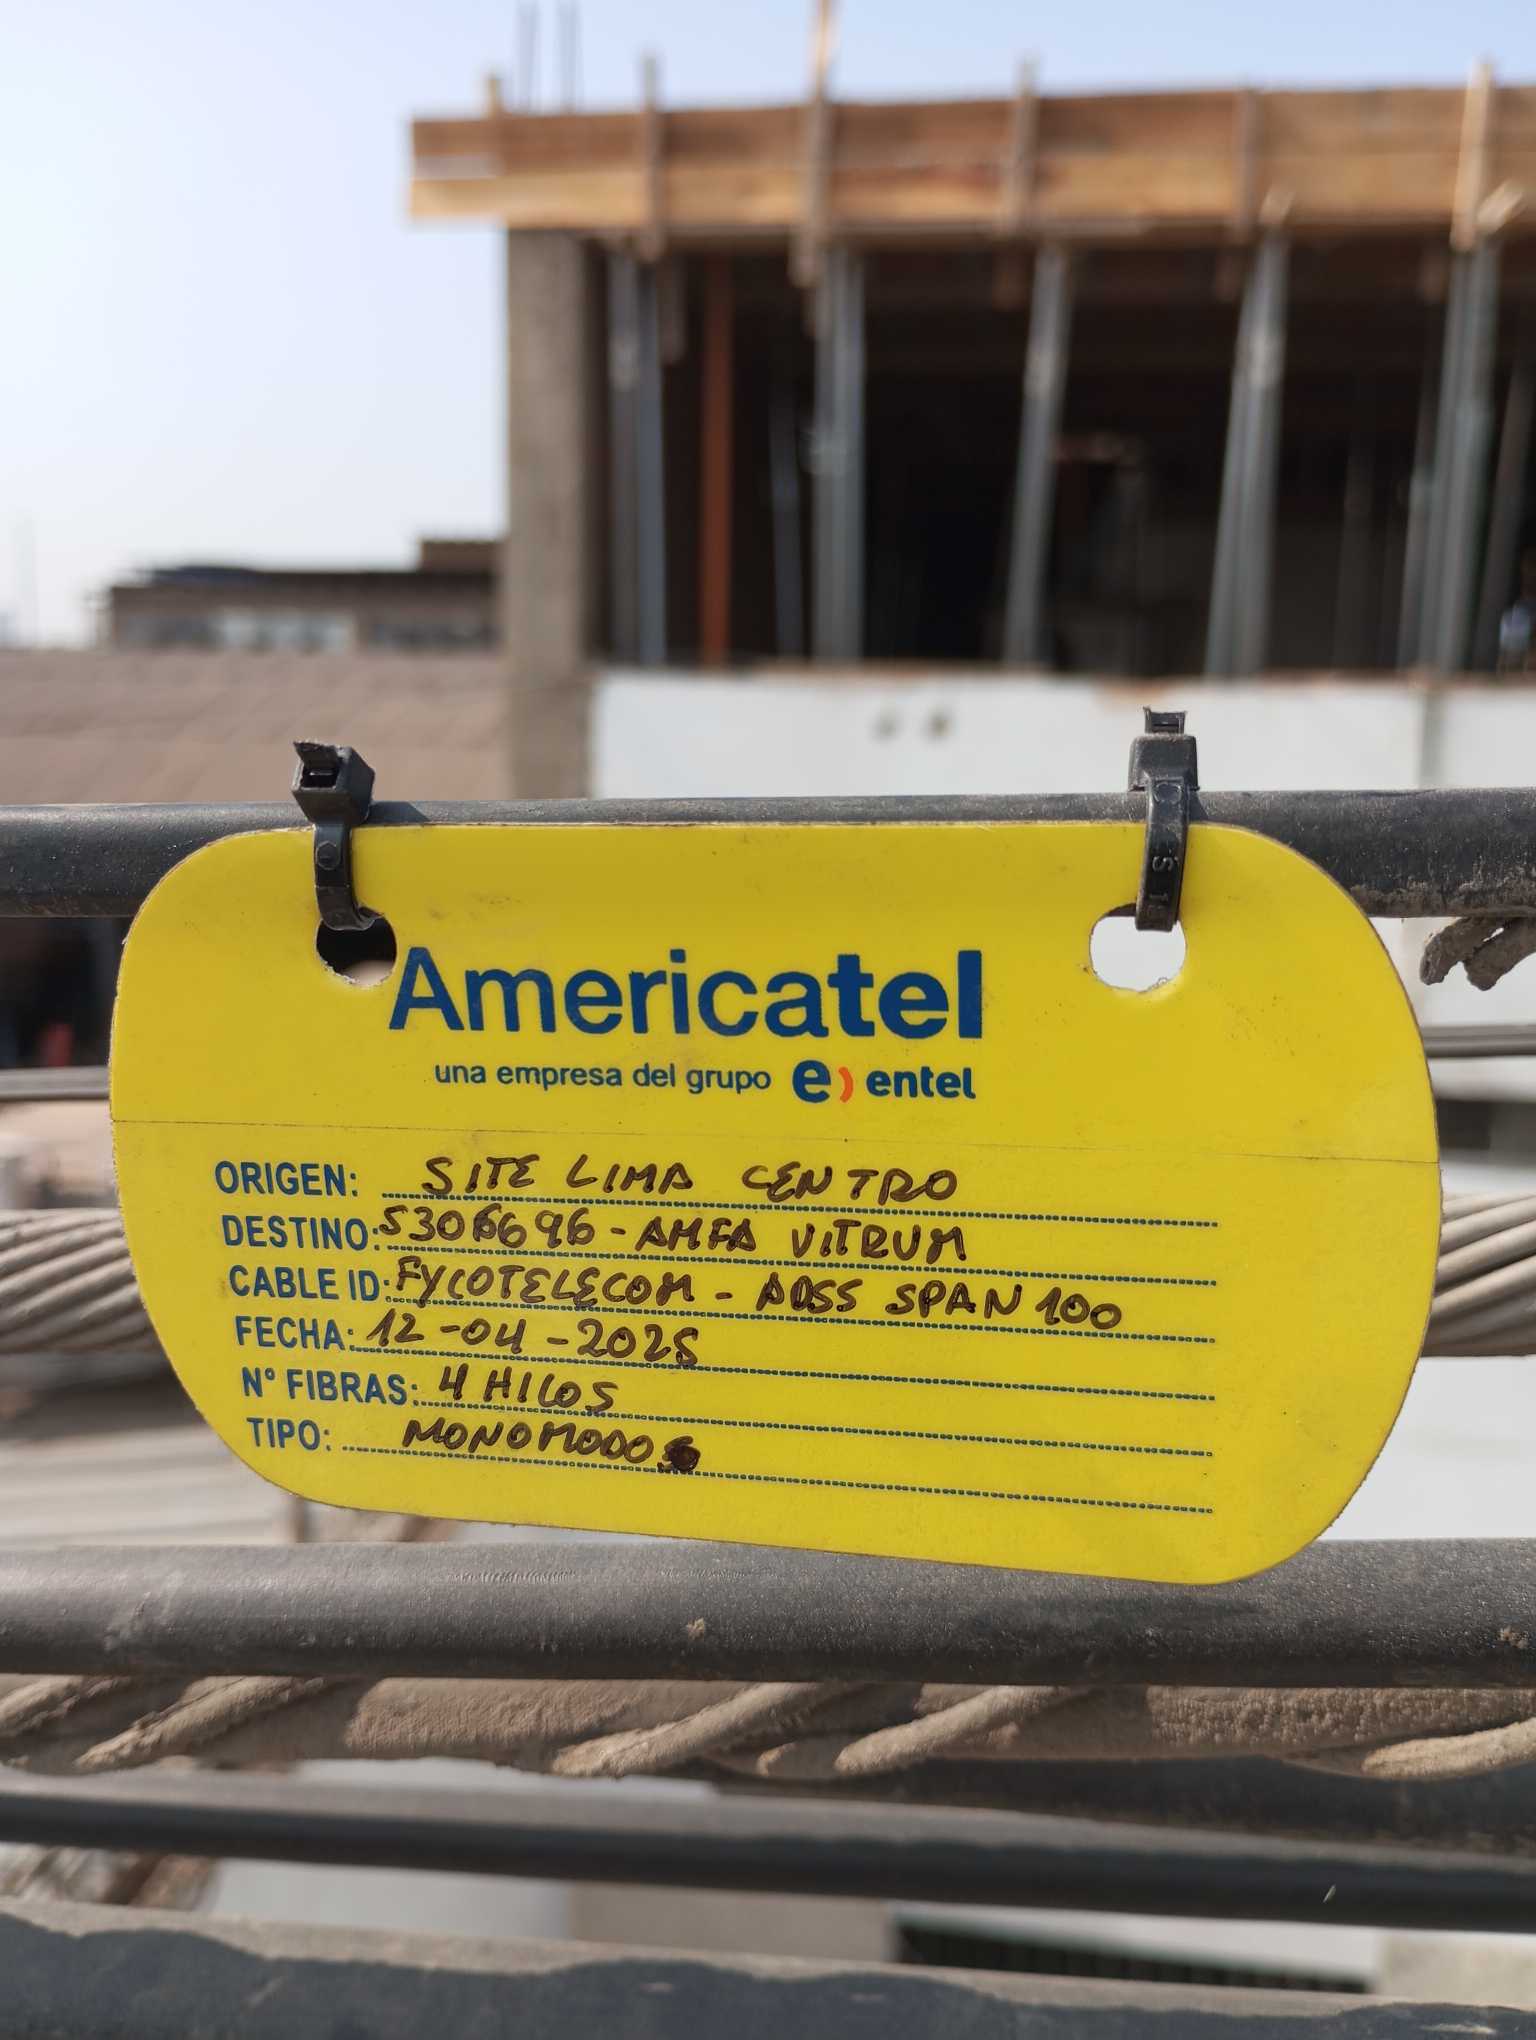 Americatel
una empresa del grupo e) entel
ORIGEN: SITE LIMA CENTRO
DESTINO: 5306696 - AMFA VITRUM
CABLE ID: FYCOTELECOM - ADSS SPAN 100
FECHA: 12-04-2025
N° FIBRAS: 4 HILOS
TIPO: MONOMODO